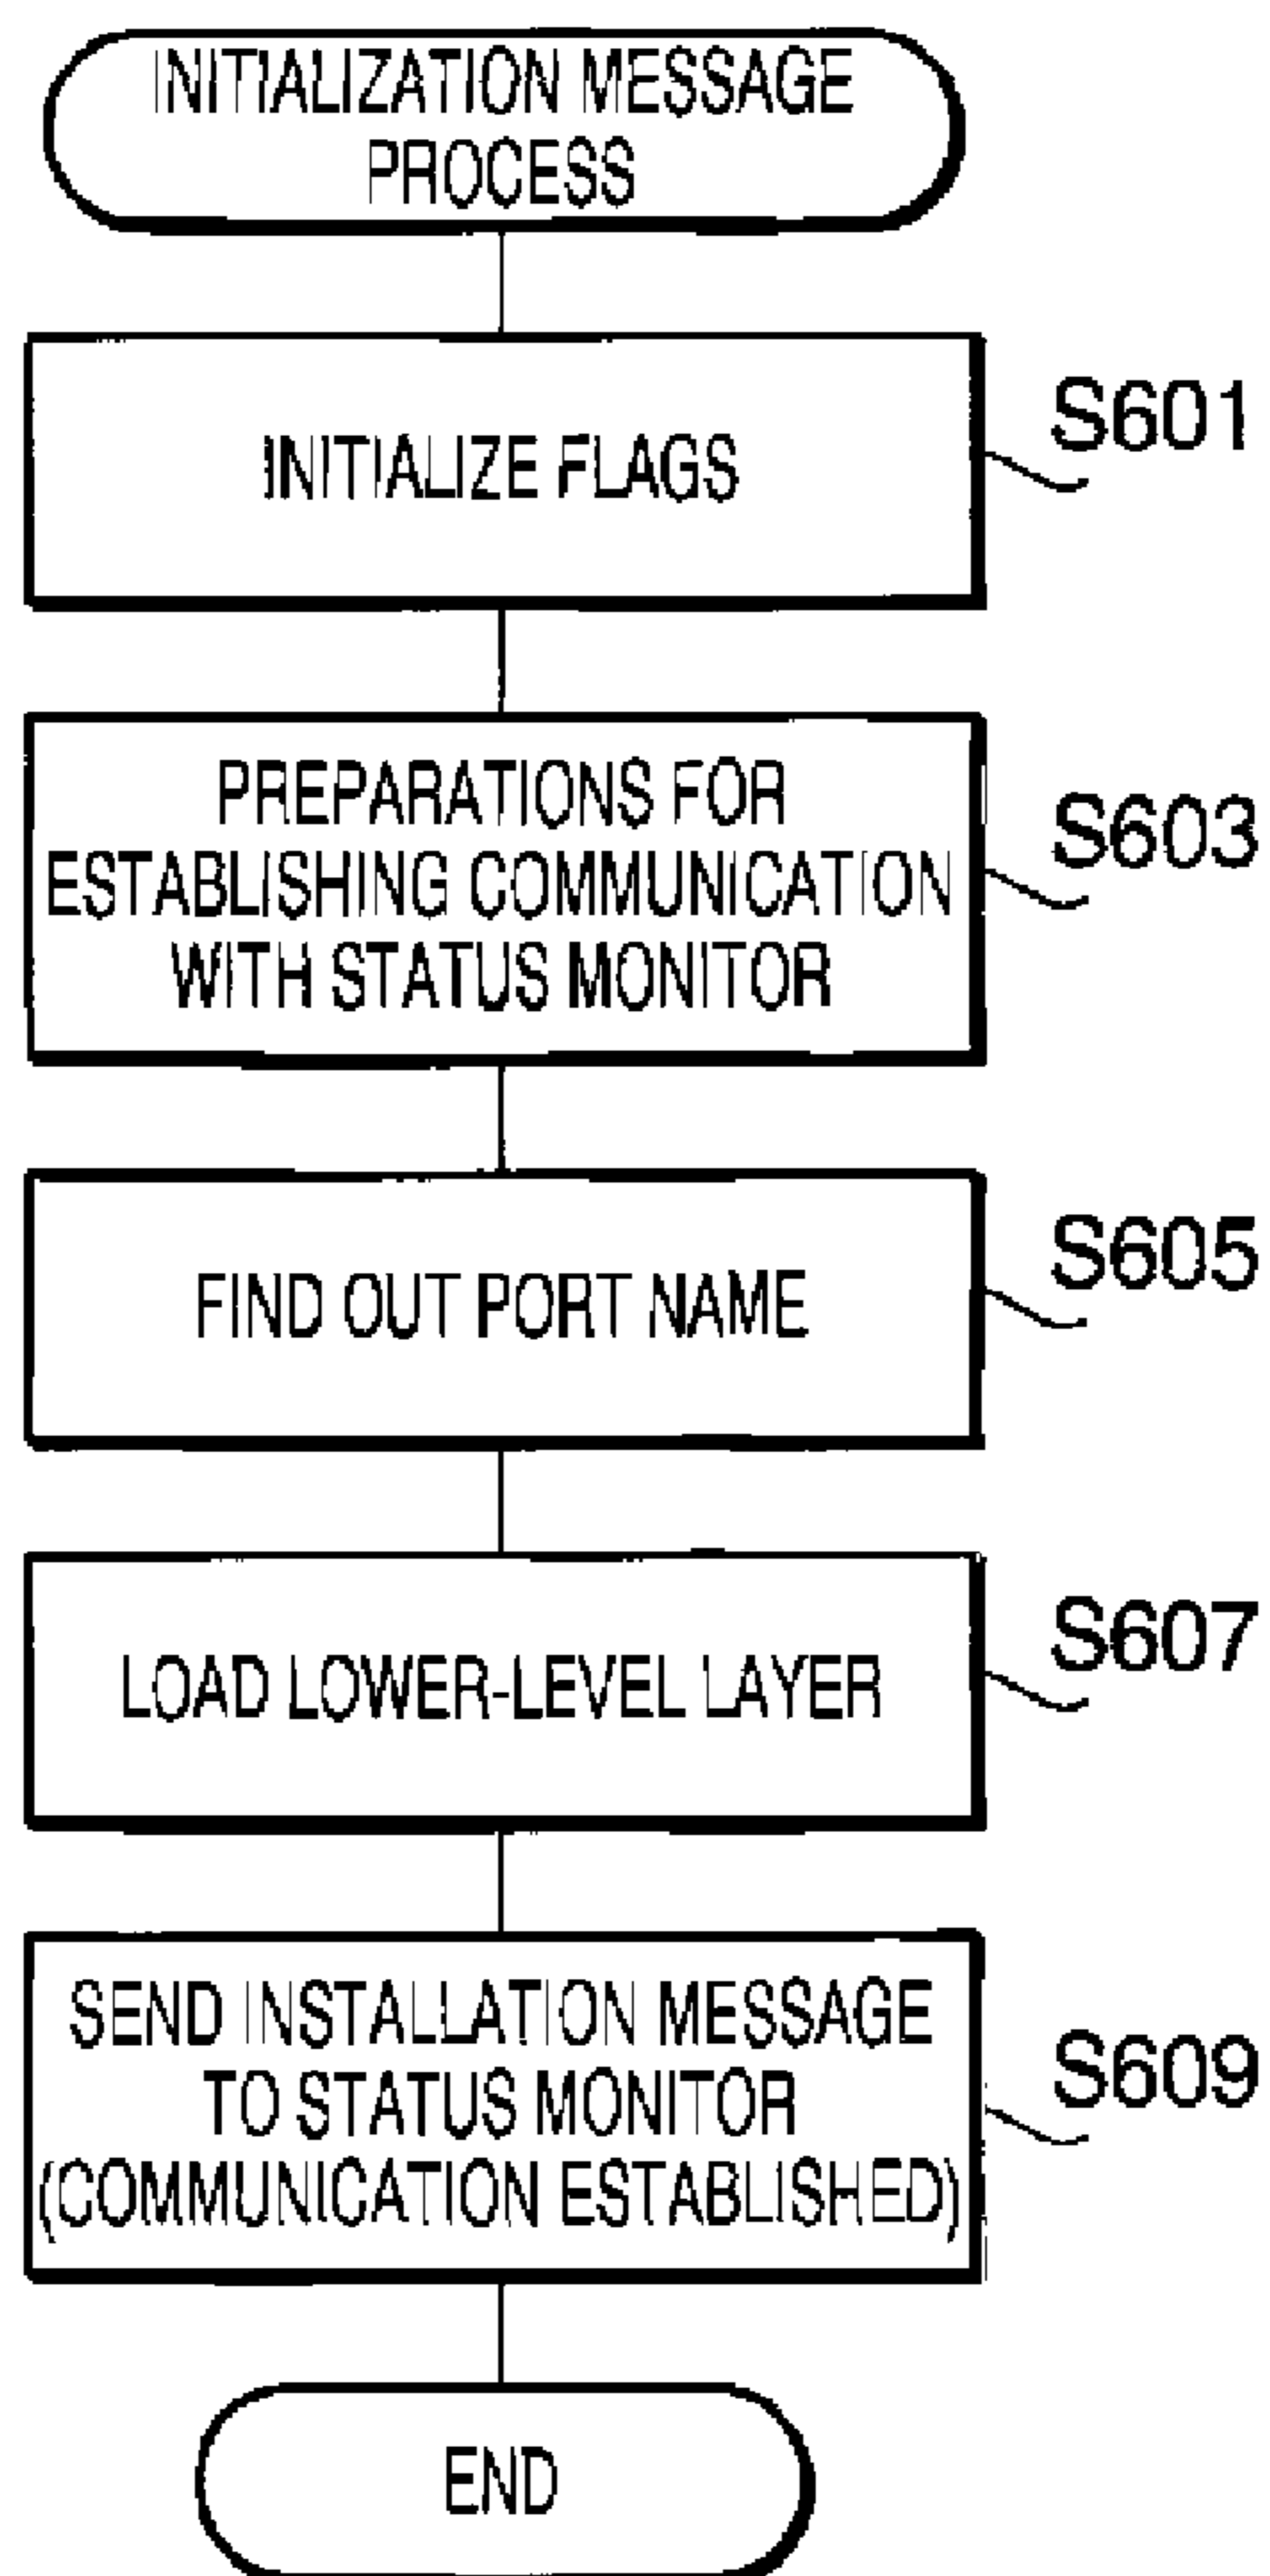 INITIALIZATION MESSAGE
PROCESS
INITIALIZE FLAGS
S601
PREPARATIONS FOR
ESTABLISHING COMMUNICATION
WITH STATUS MONITOR
S603
FIND OUT PORT NAME
S605
LOAD LOWER-LEVEL LAYER
S607
SEND INSTALLATION MESSAGE
TO STATUS MONITOR
(COMMUNICATION ESTABLISHED)
S609
END